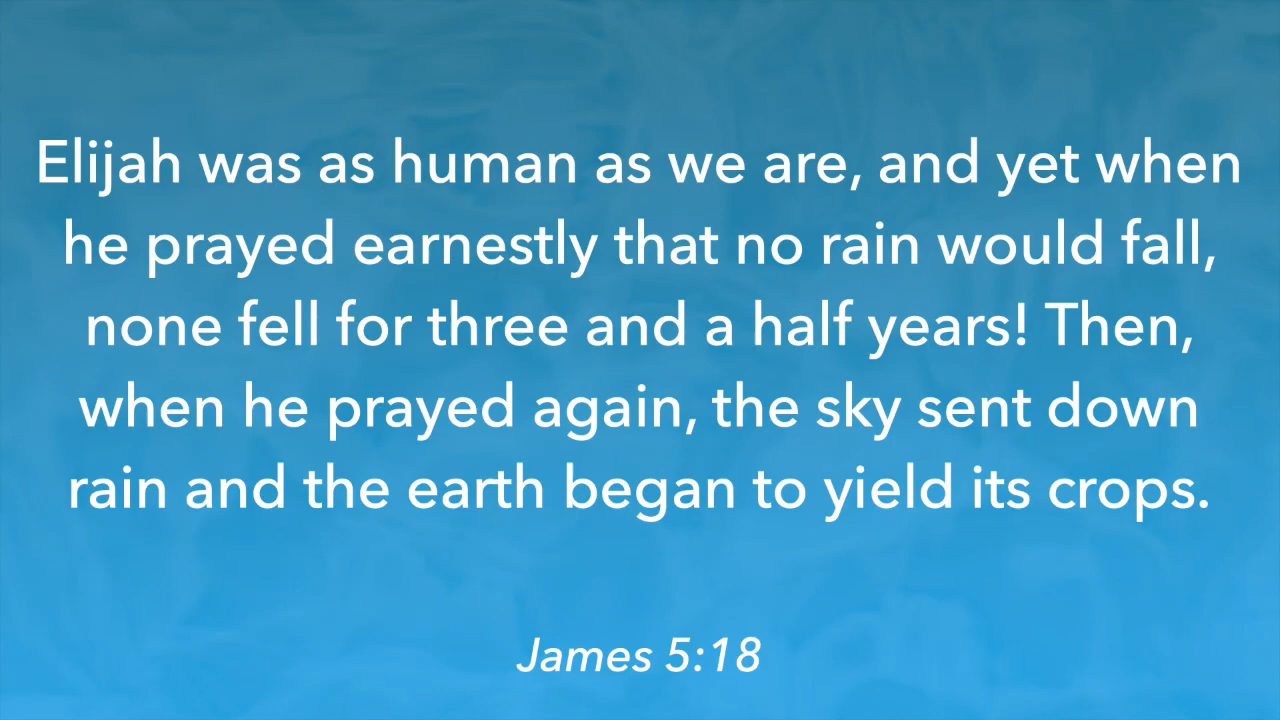 Elijah was as human as we are, and yet when
he prayed earnestly that no rain would fall,
none fell for three and a half years! Then,
when he prayed again, the sky sent down
rain and the earth began to yield its crops.
James 5:18